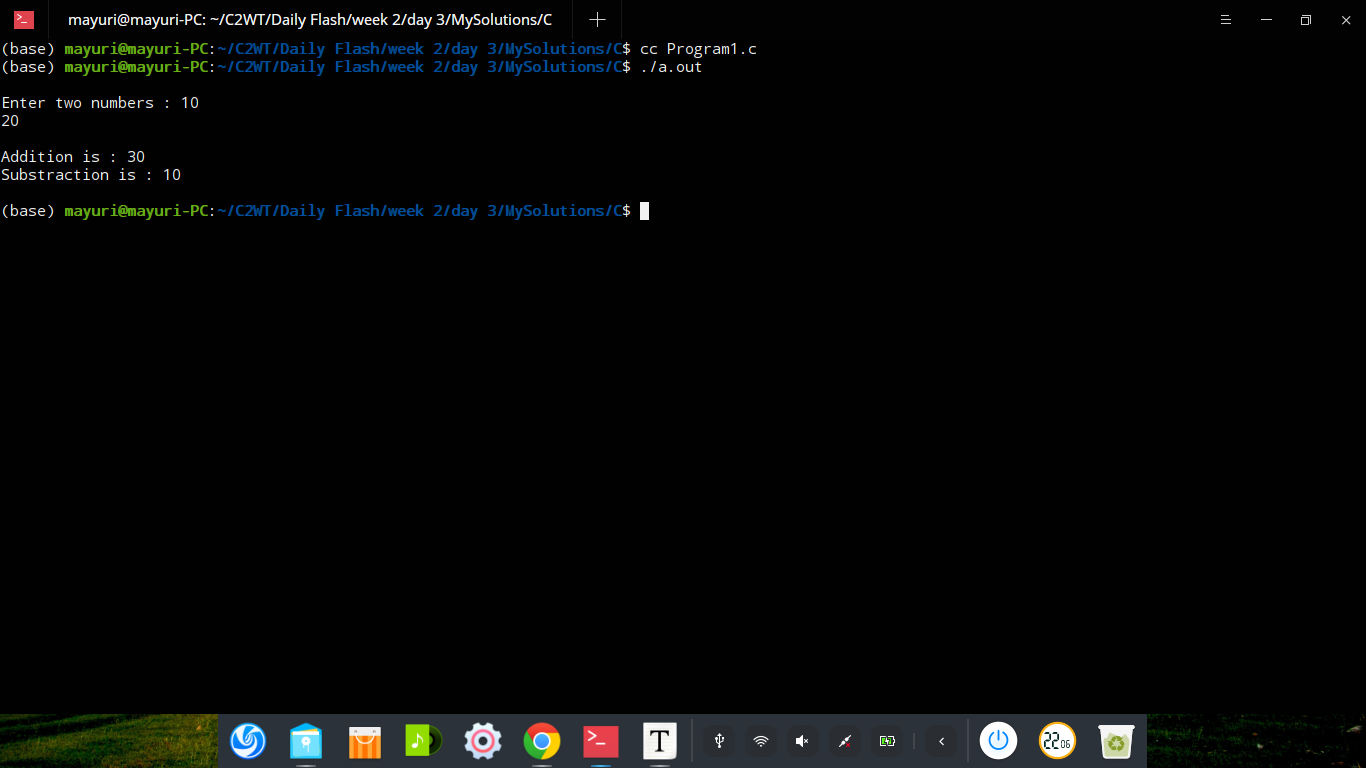 mayuri@mayuri-PC: ~/C2WT/Daily Flash/week 2/day 3/MySolutions/C
(base) mayuri@mayuri-PC:~/C2WT/Daily Flash/week 2/day 3/MySolutions/C$ cc Program1.c
(base) mayuri@mayuri-PC:~/C2WT/Daily Flash/week 2/day 3/MySolutions/C$ ./a.out
Enter two numbers : 10
20
Addition is : 30
Substraction is : 10
(base) mayuri@mayuri-PC:~/C2WT/Daily Flash/week 2/day 3/MySolutions/C$
T
22 06